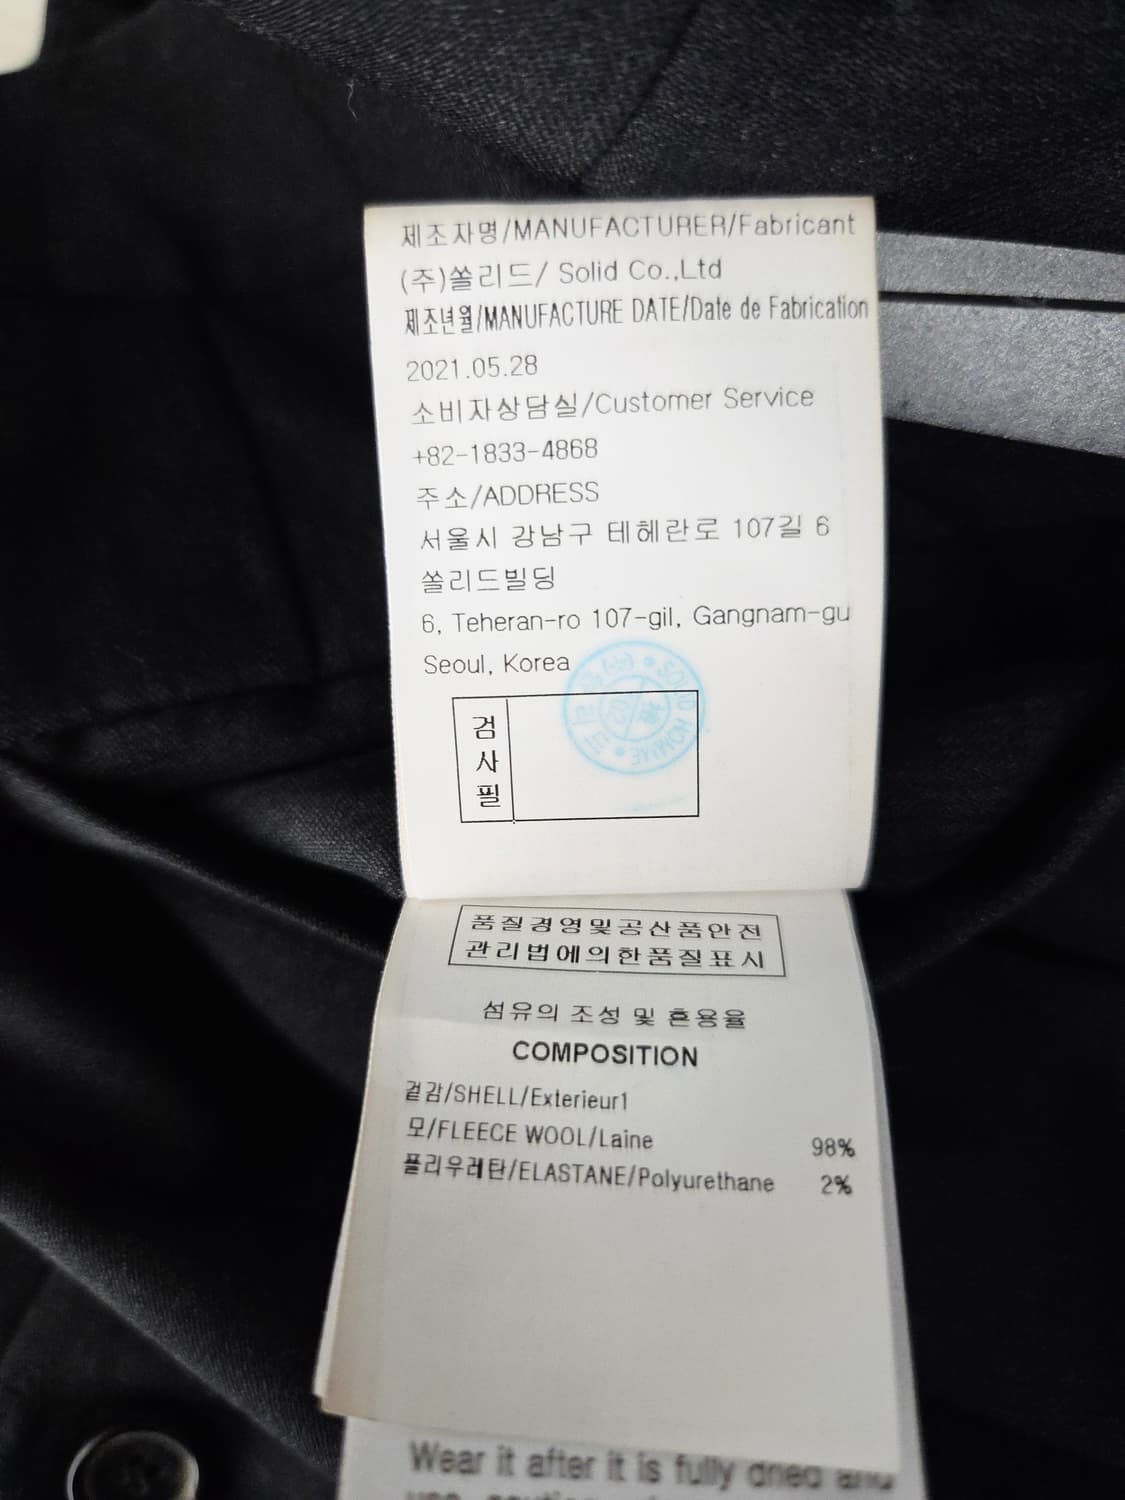 제조자명/MANUFACTURER/Fabricant
(주)쏠리드/ Solid Co.,Ltd
제조년월/MANUFACTURE DATE/Date de Fabrication
2021.05.28
소비자상담실/Customer Service
+82-1833-4868
주소/ADDRESS
서울시 강남구 테헤란로 107길 6
쏠리드빌딩
6, Teheran-ro 107-gil, Gangnam-gu
Seoul, Korea
검
사
필
품질경영및공산품안전
관리법에의한품질표시
섬유의 조성 및 혼용율
COMPOSITION
겉감/SHELL/Exterieur1
모/FLEECE WOOL/Laine 98%
폴리우레탄/ELASTANE/Polyurethane 2%
Wear it after it is fully dried and